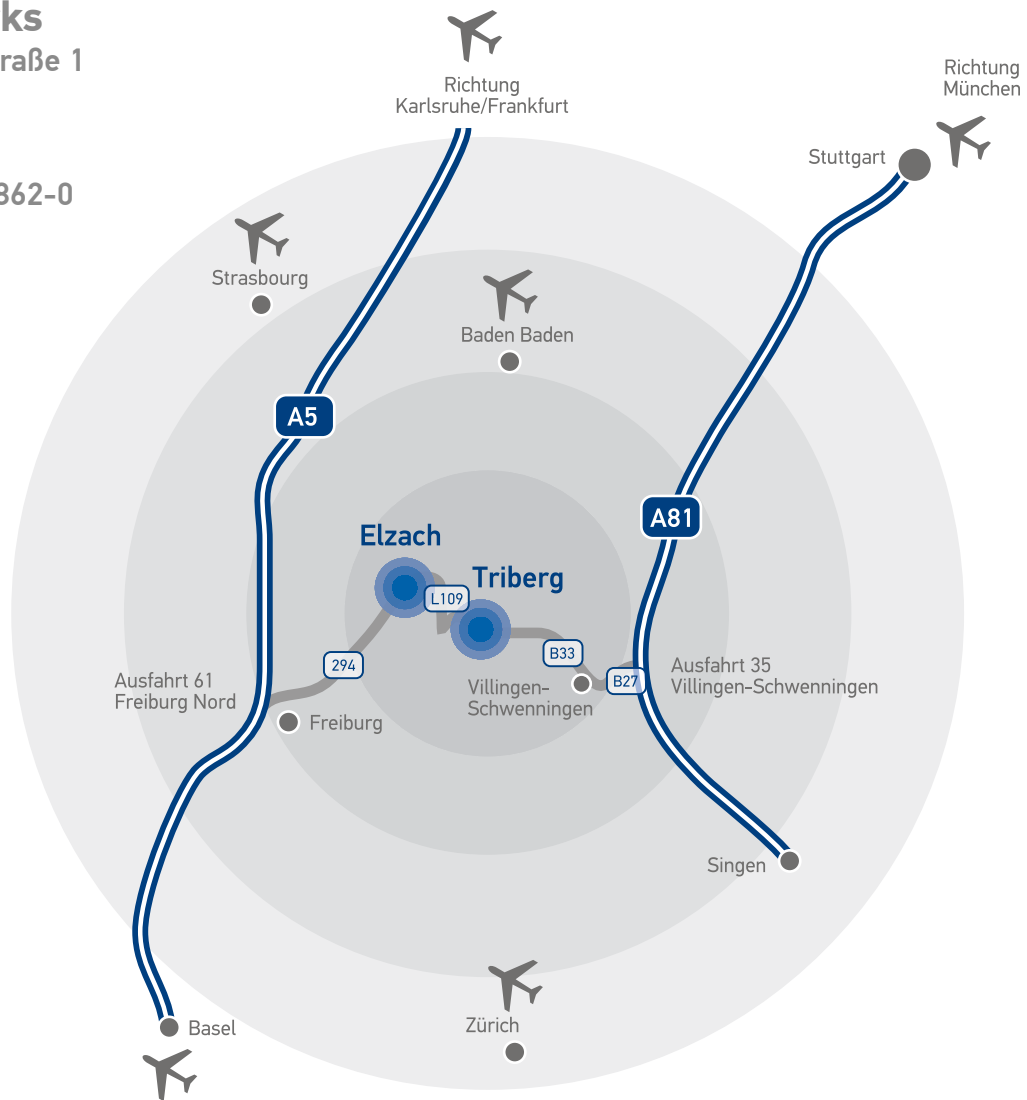 ks
raße 1
362-0
Richtung
Karlsruhe/Frankfurt
Richtung
München
Stuttgart
Strasbourg
Baden Baden
A5
A81
Elzach
Triberg
L109
294
B33
B27
Ausfahrt 61
Freiburg Nord
Freiburg
Villingen-
Schwenningen
Ausfahrt 35
Villingen-Schwenningen
Singen
Zürich
Basel